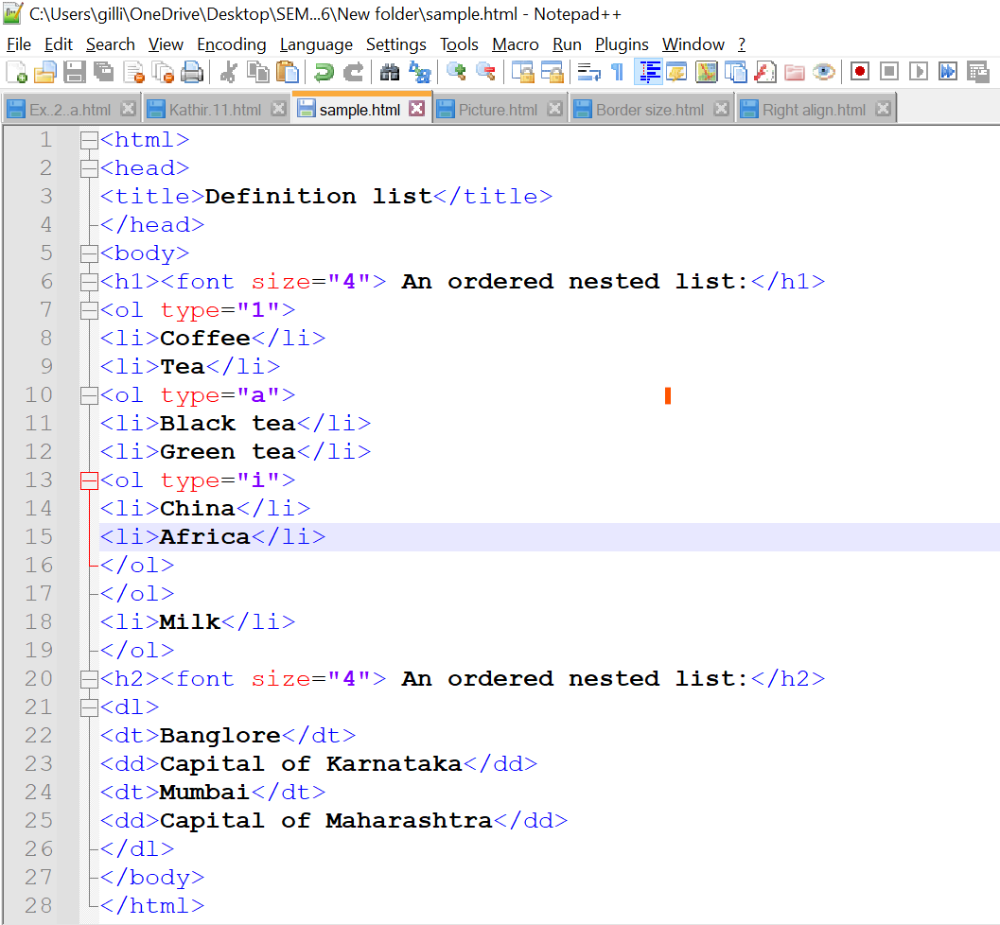 C:\Users\gilli\OneDrive\Desktop\SEM...6\New folder\sample.html - Notepad++
File Edit Search View Encoding Language Settings Tools Macro Run Plugins Window ?
Ex..2..a.html Kathir.11.html sample.html Picture.html Border size.html Right align.html
1 <html>
2 <head>
3 <title>Definition list</title>
4 </head>
5 <body>
6 <h1><font size="4"> An ordered nested list:</h1>
7 <ol type="1">
8 <li>Coffee</li>
9 <li>Tea</li>
10 <ol type="a">
11 <li>Black tea</li>
12 <li>Green tea</li>
13 <ol type="i">
14 <li>China</li>
15 <li>Africa</li>
16 </ol>
17 </ol>
18 <li>Milk</li>
19 </ol>
20 <h2><font size="4"> An ordered nested list:</h2>
21 <dl>
22 <dt>Banglore</dt>
23 <dd>Capital of Karnataka</dd>
24 <dt>Mumbai</dt>
25 <dd>Capital of Maharashtra</dd>
26 </dl>
27 </body>
28 </html>